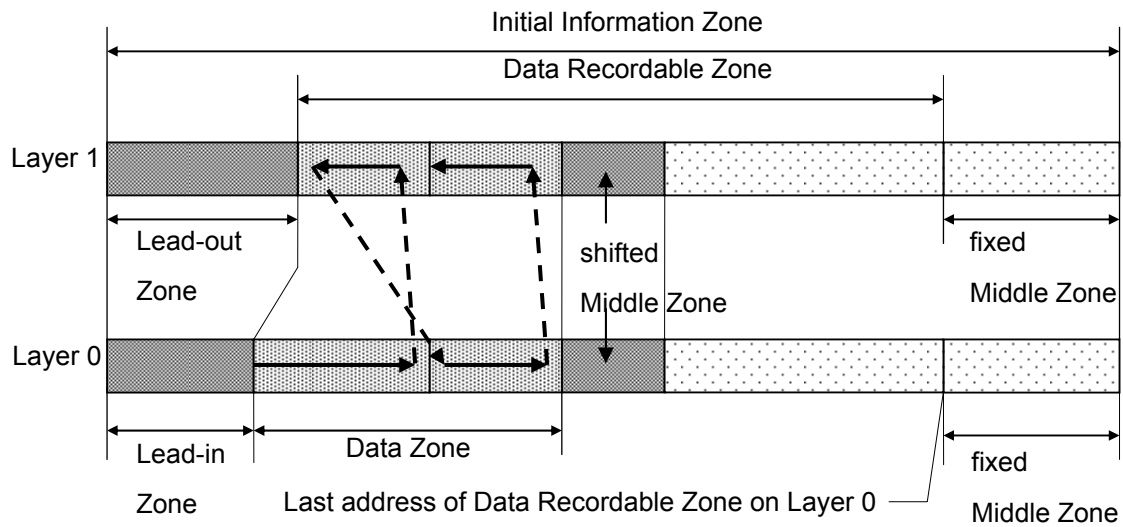 Initial Information Zone
Data Recordable Zone
Layer 1
Lead-out
Zone
shifted
Middle Zone
fixed
Middle Zone
Layer 0
Lead-in
Zone
Data Zone
fixed
Middle Zone
Last address of Data Recordable Zone on Layer 0